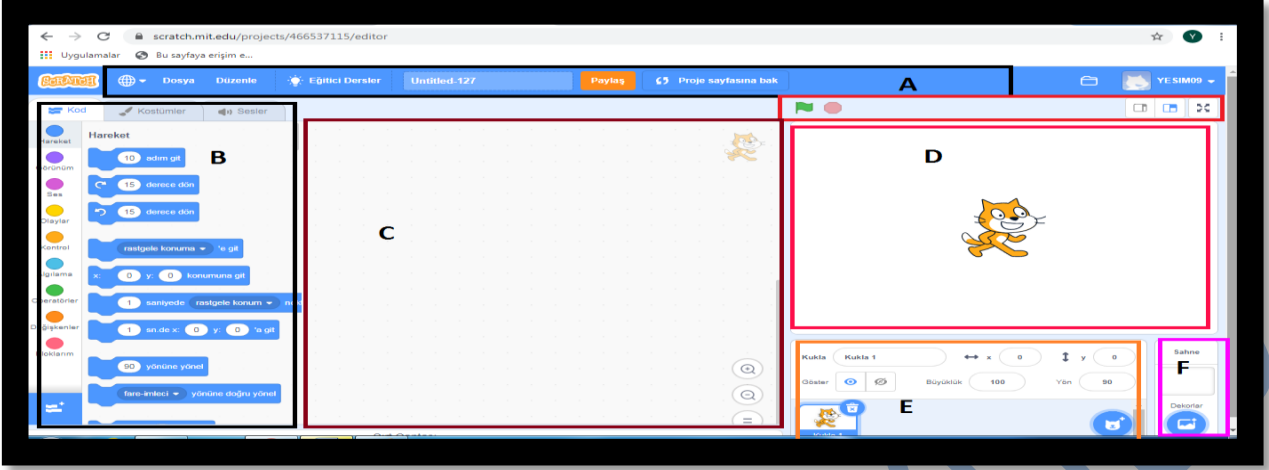 scratch.mit.edu/projects/466537115/editor
Uygulamalar Bu sayfaya erişim e...
SCRATCH Dosya Düzenle Eğitici Dersler Untitled-127 Paylaş Proje sayfasına bak A YESIM09
Kod Kostümler Sesler
Hareket
Görünüm
Ses
Olaylar
Kontrol
Algılama
Operatörler
Değişkenler
Bloklarım
Hareket
10 adım git
B
15 derece dön
15 derece dön
rastgele konuma 'e git
x: 0 y: 0 konumuna git
1 saniyede rastgele konum
1 sn.de x: 0 y: 0 'a git
90 yönüne yönel
fare-imleci yönüne doğru yönel
C
D
Kukla Kukla 1 x 0 y 0
Göster Büyüklük 100 Yön 90
E
Kukla 1
Sahne
F
Dekorlar